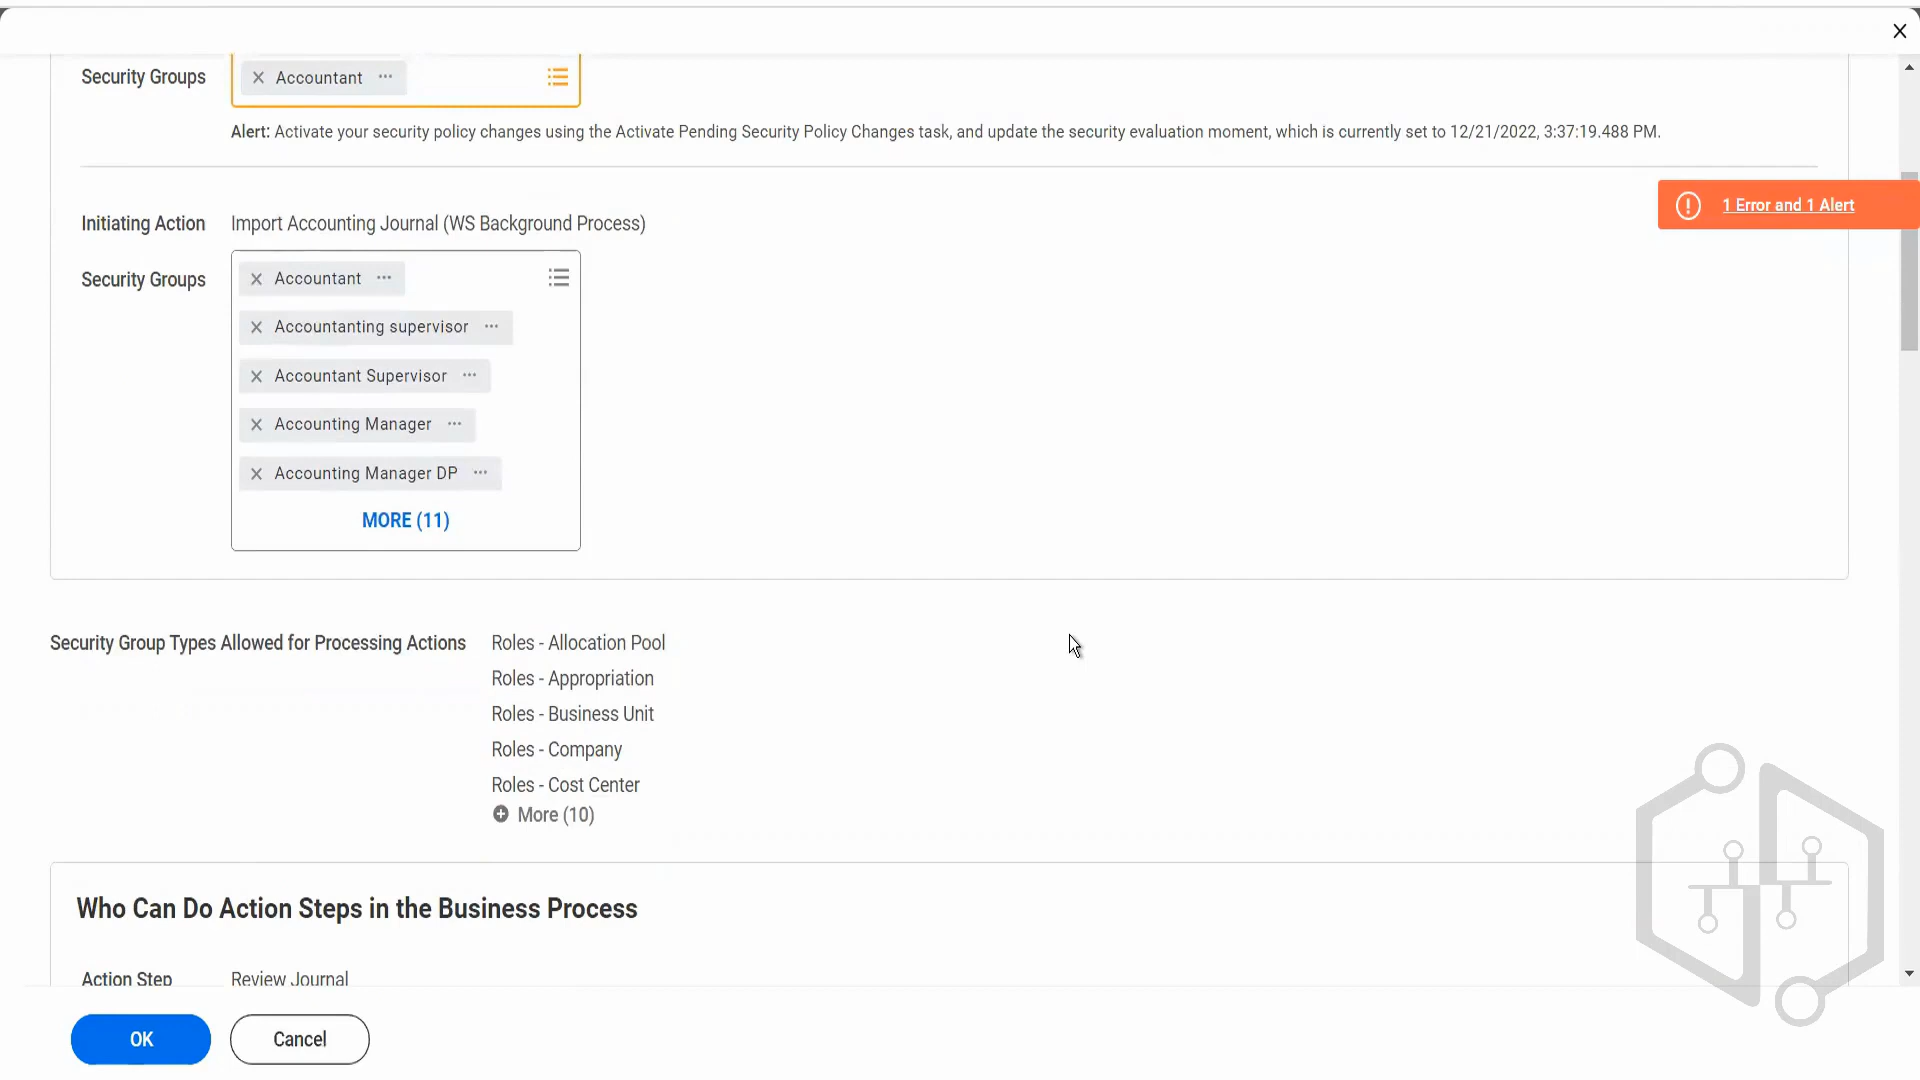 Security Groups
Accountant
Alert: Activate your security policy changes using the Activate Pending Security Policy Changes task, and update the security evaluation moment, which is currently set to 12/21/2022, 3:37:19.488 PM.
1 Error and 1 Alert
Initiating Action Import Accounting Journal (WS Background Process)
Security Groups
Accountant
Accountanting supervisor
Accountant Supervisor
Accounting Manager
Accounting Manager DP
MORE (11)
Security Group Types Allowed for Processing Actions
Roles - Allocation Pool
Roles - Appropriation
Roles - Business Unit
Roles - Company
Roles - Cost Center
More (10)
Who Can Do Action Steps in the Business Process
Action Step Review Journal
OK Cancel